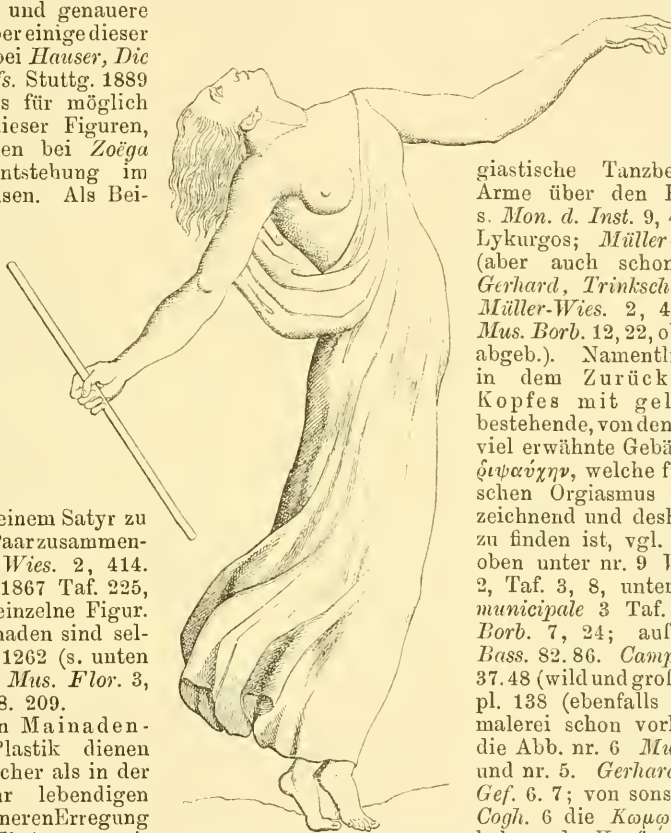 und genauere
ber einige dieser
bei Hauser, Die
fs. Stuttg. 1889
s für möglich
dieser Figuren,
en bei Zoëga
ntstehung im
sen. Als Bei-
einem Satyr zu
Paar zusammen-
Wies. 2, 414.
1867 Taf. 225,
einzelne Figur.
naden sind sel-
1262 (s. unten
Mus. Flor. 3,
8. 209.
n Mainaden-
Plastik dienen
cher als in der
r lebendigen
neren Erregung
giastische Tanzbe
Arme über den
s. Mon. d. Inst. 9,
Lykurgos; Müller
(aber auch schon
Gerhard, Trinksch
Müller-Wies. 2, 4
Mus. Borb. 12, 22, o
abgeb.). Namentl
in dem Zurück
Kopfes mit gel
bestehende, von den
viel erwähnte Gebä
ῥιψαύχην, welche f
schen Orgiasmus
zeichnend und desh
zu finden ist, vgl.
oben unter nr. 9
2, Taf. 3, 8, unter
municipale 3 Taf.
Borb. 7, 24; auf
Bass. 82. 86. Camp
37. 48 (wild und groß
pl. 138 (ebenfalls
malerei schon vorl
die Abb. nr. 6 Mu
und nr. 5. Gerhard
Gef. 6. 7; von sons
Cogh. 6 die Κωμῳ